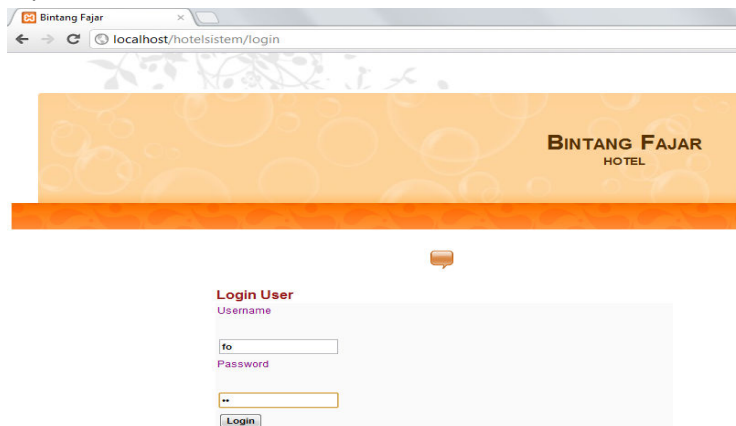 Bintang Fajar
localhost/hotelsistem/login
BINTANG FAJAR
HOTEL
Login User
Username
fo
Password
••
Login